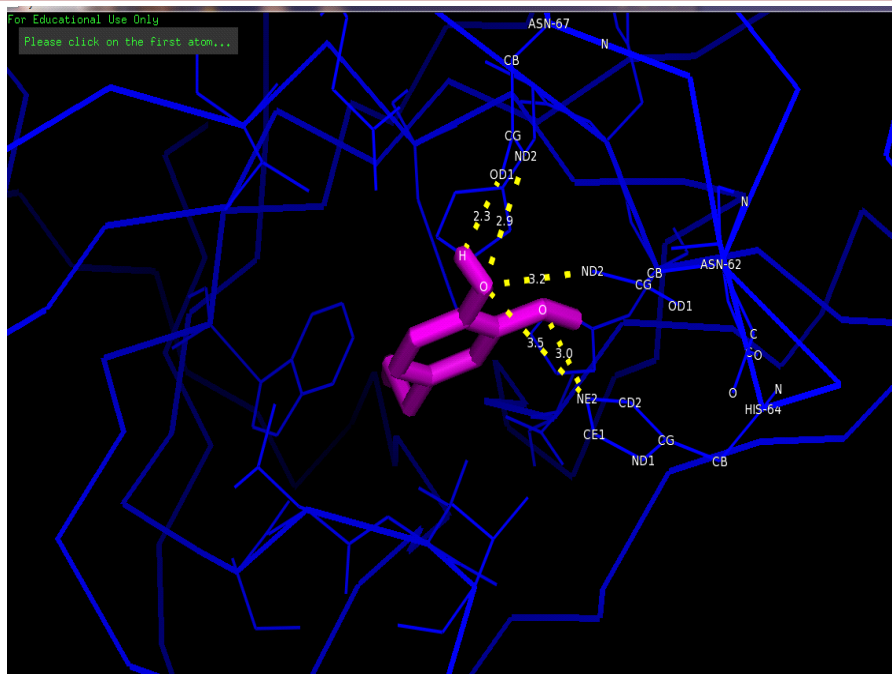 For Educational Use Only
Please click on the first atom...
ASN-67
N
CB
CG
ND2
OD1
N
2.3
2.9
H
ASN-62
ND2
CB
3.2
CG
O
OD1
O
C
3.5
3.0
C
O
O
N
NE2
CD2
HIS-64
CE1
CG
ND1
CB